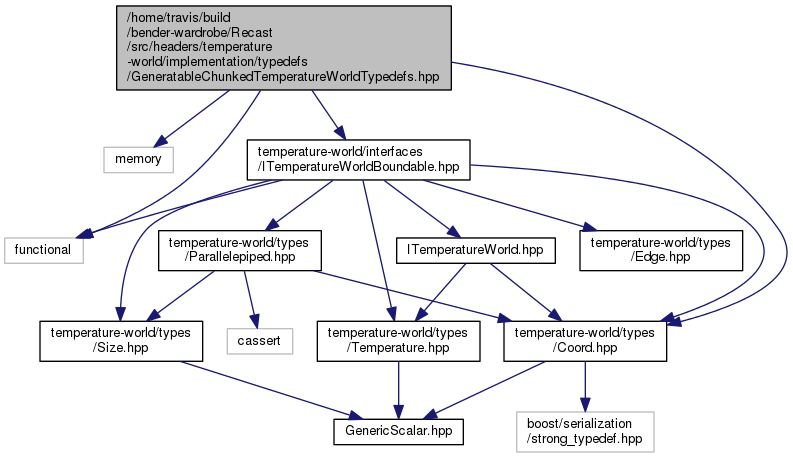 /home/travis/build
/bender-wardrobe/Recast
/src/headers/temperature
-world/implementation/typedefs
/GeneratableChunkedTemperatureWorldTypedefs.hpp
memory
temperature-world/interfaces
/ITemperatureWorldBoundable.hpp
functional
temperature-world/types
/Parallelepiped.hpp
ITemperatureWorld.hpp
temperature-world/types
/Edge.hpp
temperature-world/types
/Size.hpp
cassert
temperature-world/types
/Temperature.hpp
temperature-world/types
/Coord.hpp
GenericScalar.hpp
boost/serialization
/strong_typedef.hpp